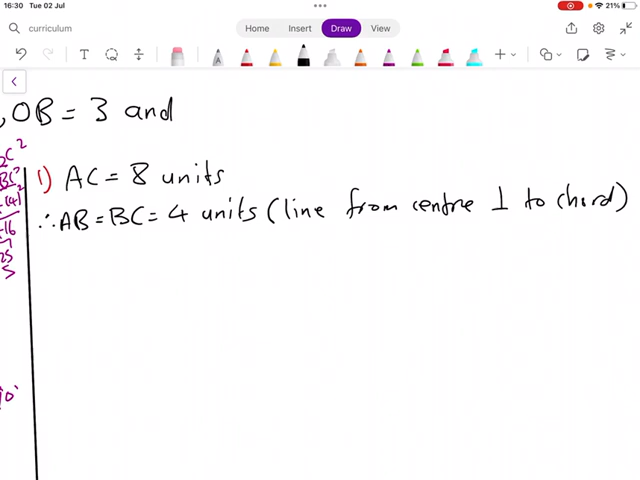 16:30 Tue 02 Jul
21%
curriculum
Home Insert Draw View
, OB = 3 and
1) AC = 8 units
∴ AB = BC = 4 units (line from centre ⊥ to chord)